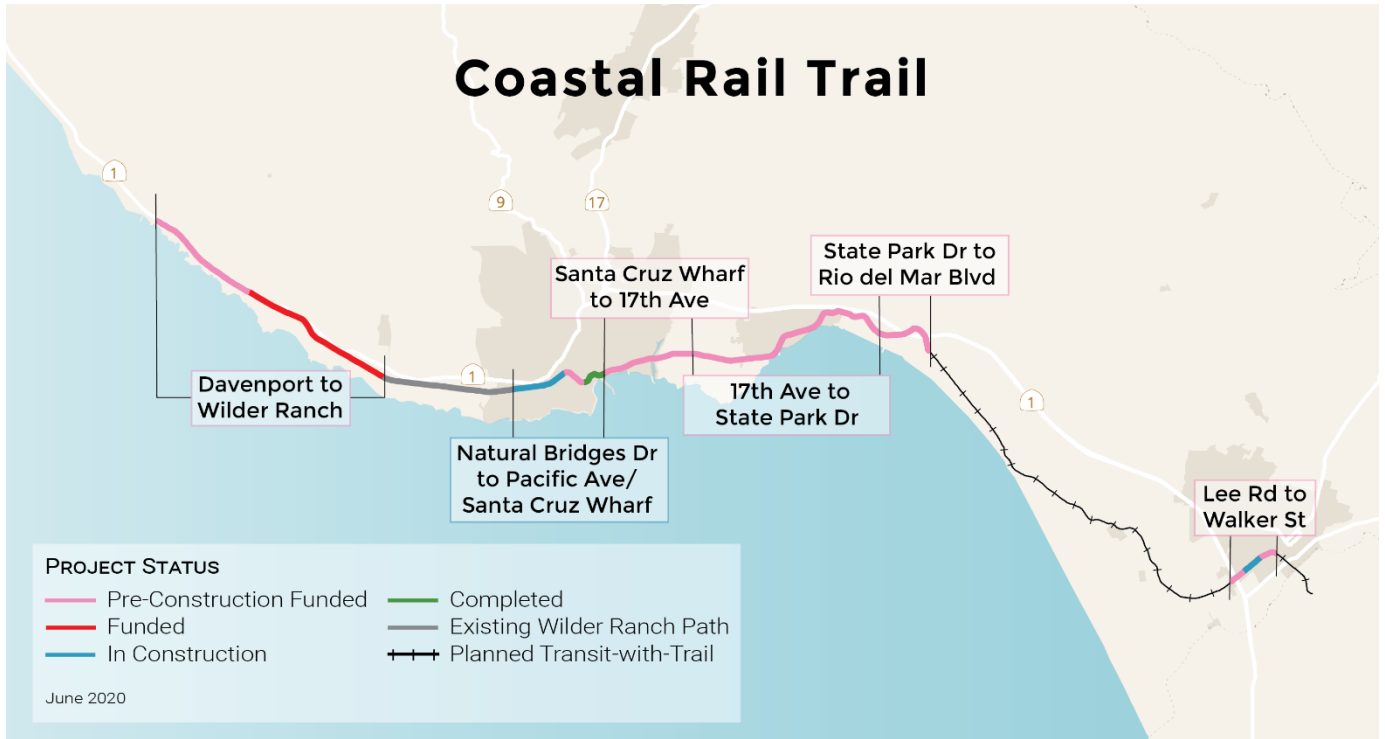 Coastal Rail Trail
1
9
17
State Park Dr to
Rio del Mar Blvd
Santa Cruz Wharf
to 17th Ave
Davenport to
Wilder Ranch
1
17th Ave to
State Park Dr
1
Natural Bridges Dr
to Pacific Ave/
Santa Cruz Wharf
Lee Rd to
Walker St
PROJECT STATUS
Pre-Construction Funded
Funded
In Construction
Completed
Existing Wilder Ranch Path
Planned Transit-with-Trail
June 2020